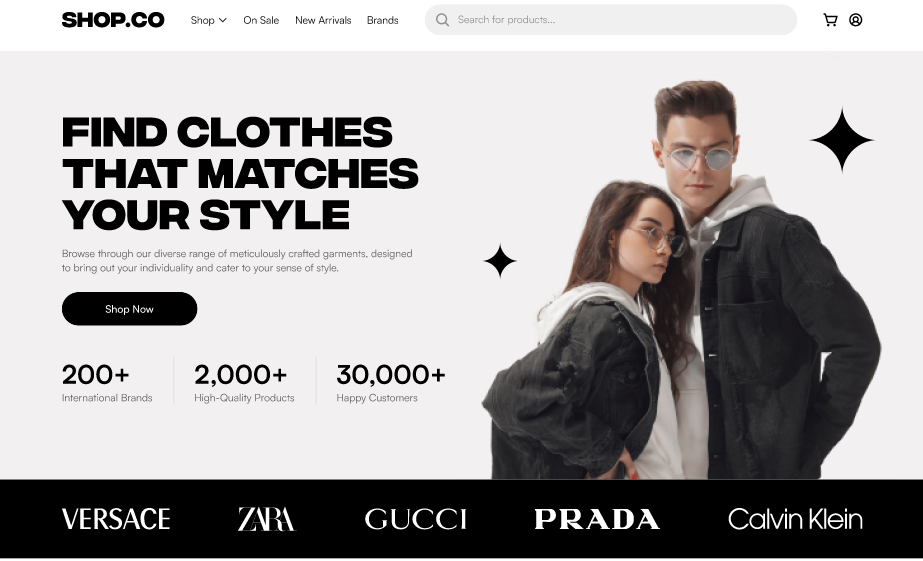 SHOP.CO
Shop
On Sale
New Arrivals
Brands
Search for products...
FIND CLOTHES
THAT MATCHES
YOUR STYLE
Browse through our diverse range of meticulously crafted garments, designed
to bring out your individuality and cater to your sense of style.
Shop Now
200+
International Brands
2,000+
High-Quality Products
30,000+
Happy Customers
VERSACE
ZARA
GUCCI
PRADA
Calvin Klein